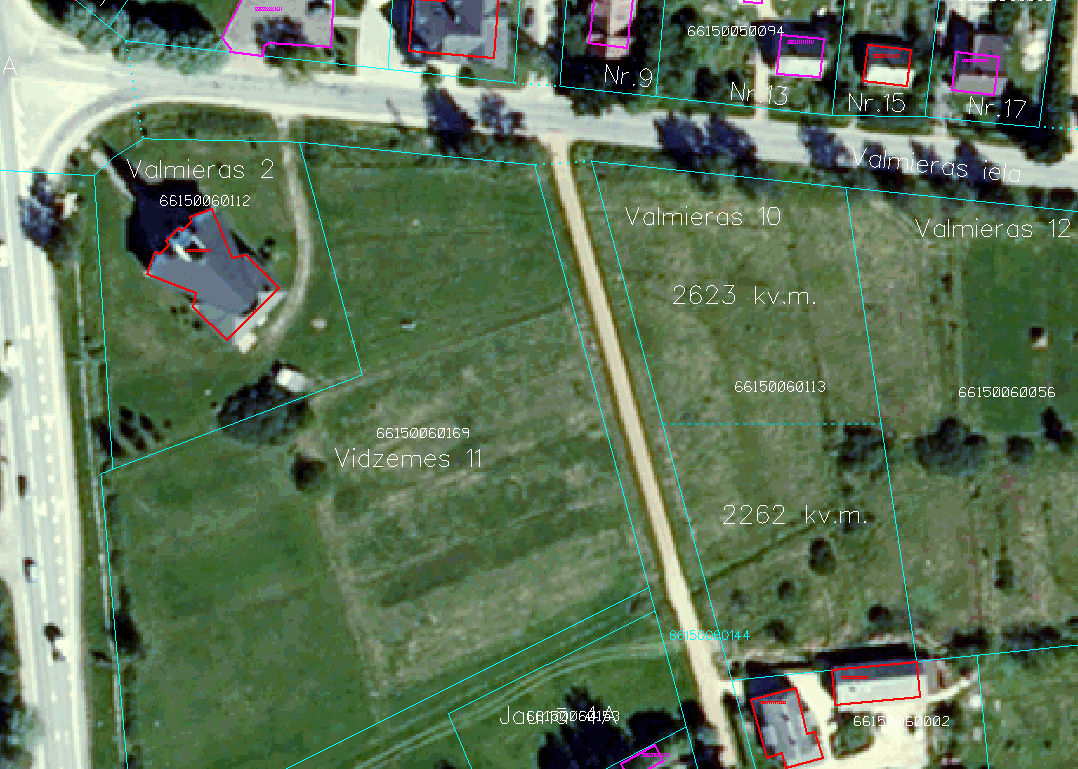 66150050094
A
Nr.9
Nr.13
Nr.15
Nr.17
Valmieras iela
Valmieras 2
66150060112
Valmieras 10
Valmieras 12
2623 kv.m.
66150060113
66150060056
66150060169
Vidzemes 11
2262 kv.m.
66150060144
4A
66150060002